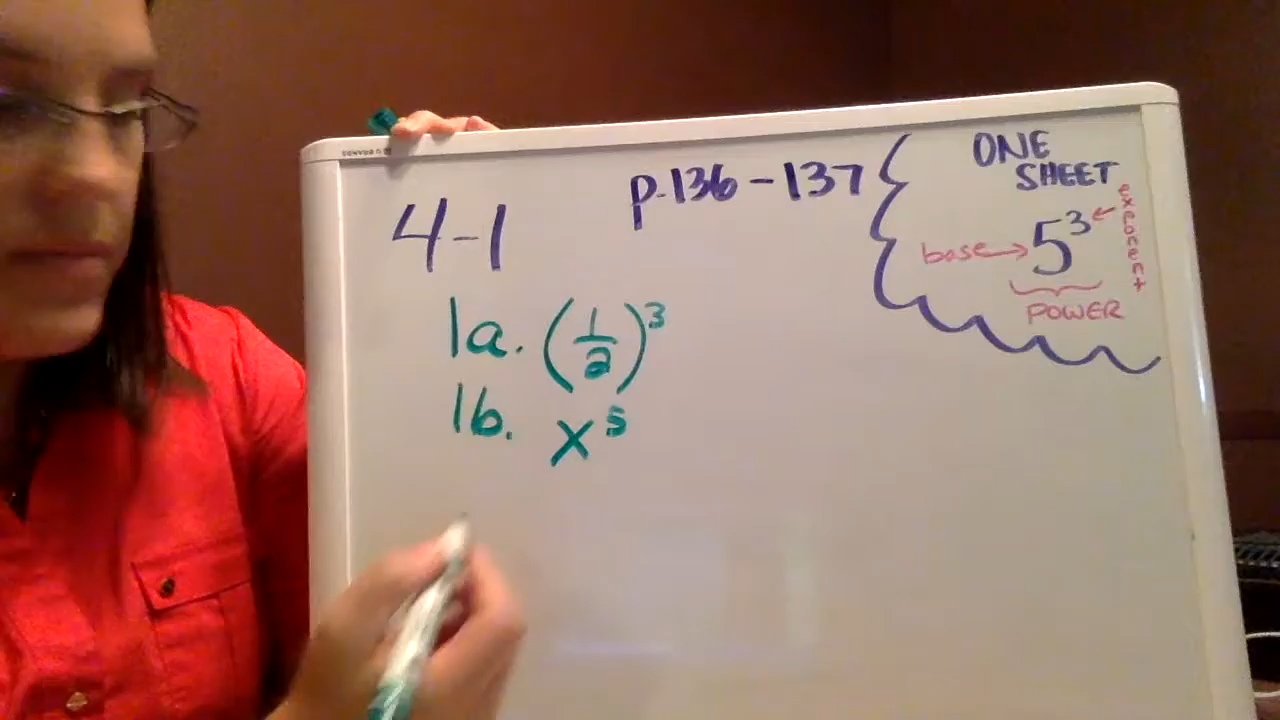 4-1
p.136-137
ONE
SHEET
base → 5³ ← exponent
POWER
1a. (1/2)³
1b. x⁵